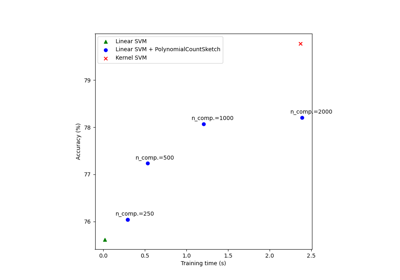 Linear SVM
Linear SVM + PolynomialCountSketch
Kernel SVM
n_comp.=2000
n_comp.=1000
n_comp.=500
n_comp.=250
79
78
77
76
Accuracy (%)
0.0 0.5 1.0 1.5 2.0 2.5
Training time (s)